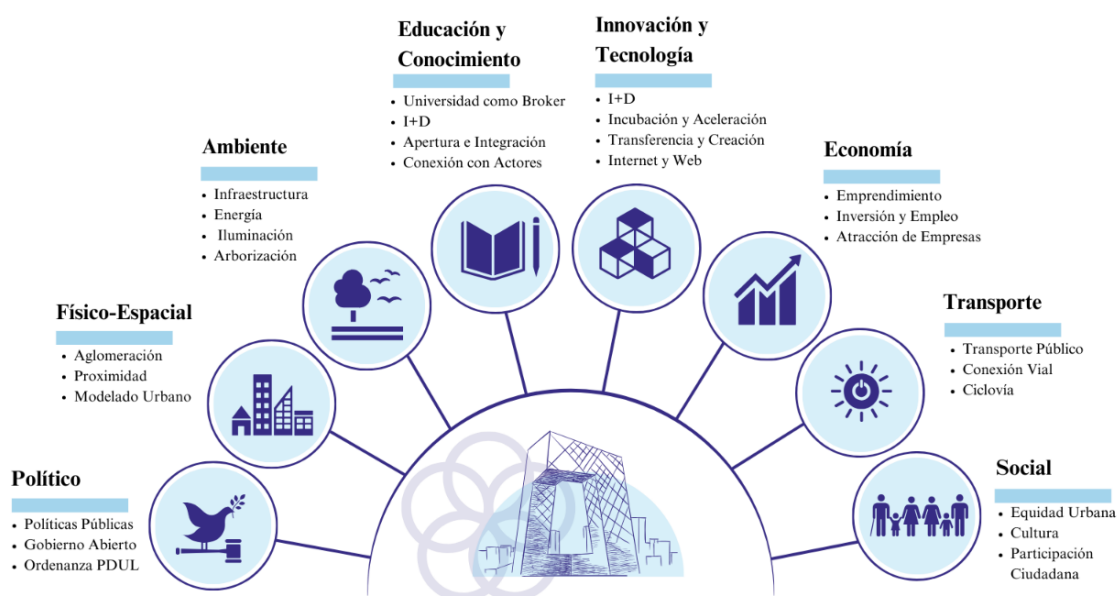 Educación y
Conocimiento
• Universidad como Broker
• I+D
• Apertura e Integración
• Conexión con Actores
Innovación y
Tecnología
• I+D
• Incubación y Aceleración
• Transferencia y Creación
• Internet y Web
Ambiente
• Infraestructura
• Energía
• Iluminación
• Arborización
Economía
• Emprendimiento
• Inversión y Empleo
• Atracción de Empresas
Físico-Espacial
• Aglomeración
• Proximidad
• Modelado Urbano
Transporte
• Transporte Público
• Conexión Vial
• Ciclovía
Político
• Políticas Públicas
• Gobierno Abierto
• Ordenanza PDUL
Social
• Equidad Urbana
• Cultura
• Participación
Ciudadana